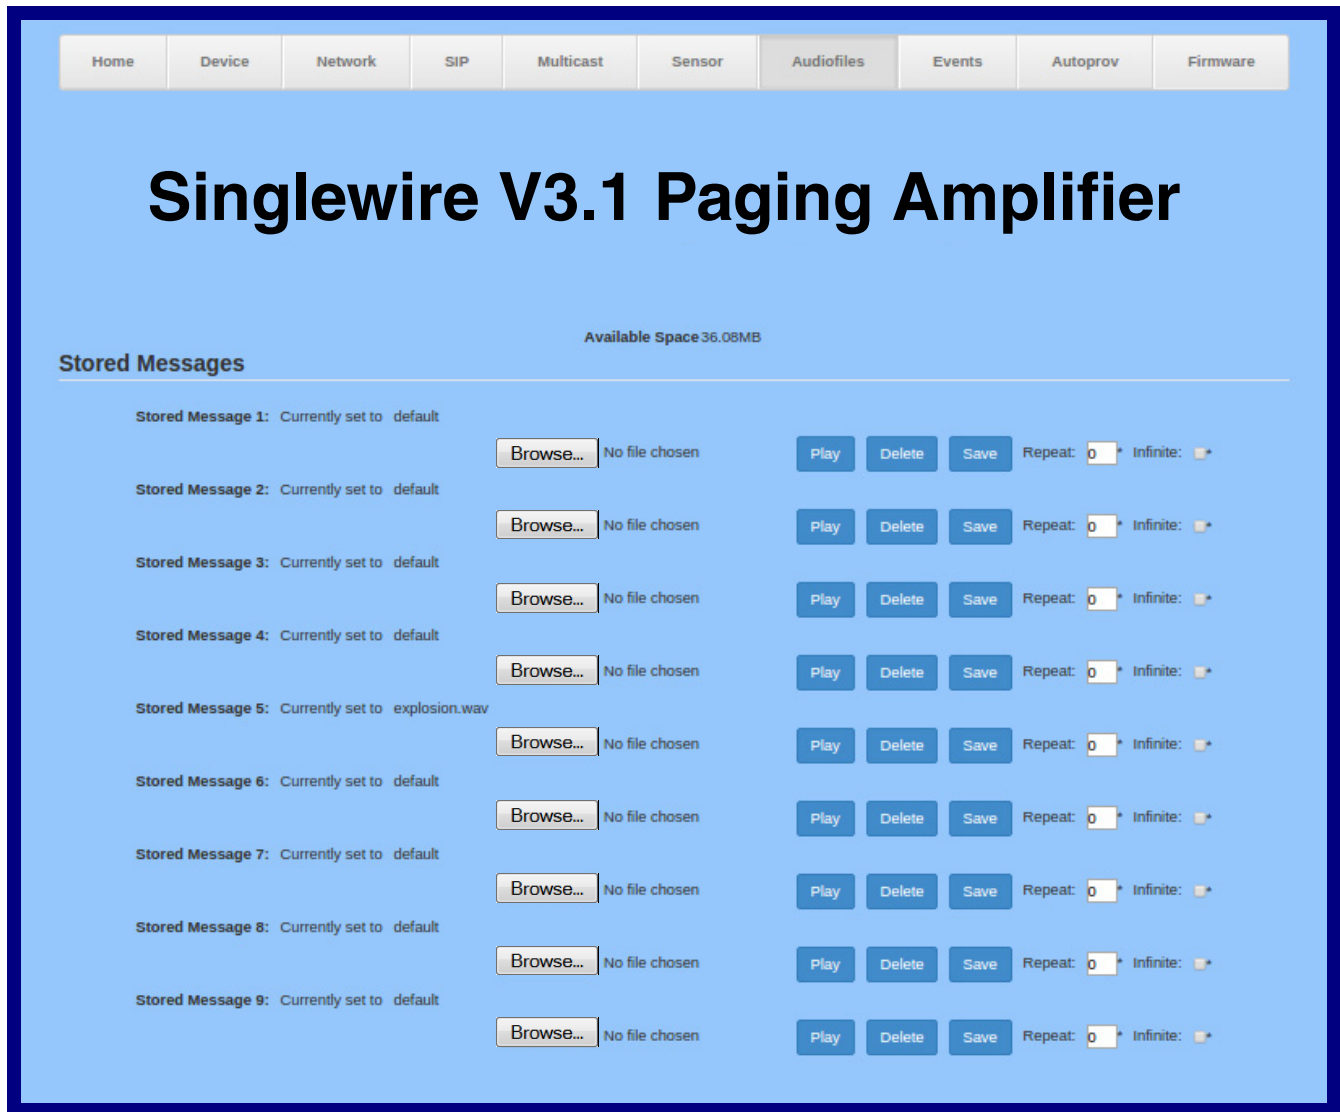 Home Device Network SIP Multicast Sensor Audiofiles Events Autoprov Firmware
Singlewire V3.1 Paging Amplifier
Available Space 36.08MB
Stored Messages
Stored Message 1: Currently set to default
Browse... No file chosen Play Delete Save Repeat: 0 * Infinite: *
Stored Message 2: Currently set to default
Browse... No file chosen Play Delete Save Repeat: 0 * Infinite: *
Stored Message 3: Currently set to default
Browse... No file chosen Play Delete Save Repeat: 0 * Infinite: *
Stored Message 4: Currently set to default
Browse... No file chosen Play Delete Save Repeat: 0 * Infinite: *
Stored Message 5: Currently set to explosion.wav
Browse... No file chosen Play Delete Save Repeat: 0 * Infinite: *
Stored Message 6: Currently set to default
Browse... No file chosen Play Delete Save Repeat: 0 * Infinite: *
Stored Message 7: Currently set to default
Browse... No file chosen Play Delete Save Repeat: 0 * Infinite: *
Stored Message 8: Currently set to default
Browse... No file chosen Play Delete Save Repeat: 0 * Infinite: *
Stored Message 9: Currently set to default
Browse... No file chosen Play Delete Save Repeat: 0 * Infinite: *